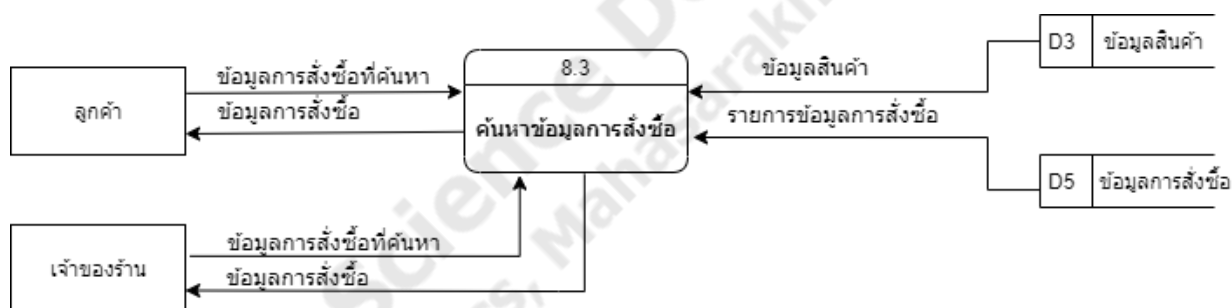 D3 ข้อมูลสินค้า
8.3
ข้อมูลสินค้า
ข้อมูลการสั่งซื้อที่ค้นหา
ลูกค้า
ข้อมูลการสั่งซื้อ
ค้นหาข้อมูลการสั่งซื้อ
รายการข้อมูลการสั่งซื้อ
D5 ข้อมูลการสั่งซื้อ
ข้อมูลการสั่งซื้อที่ค้นหา
เจ้าของร้าน
ข้อมูลการสั่งซื้อ